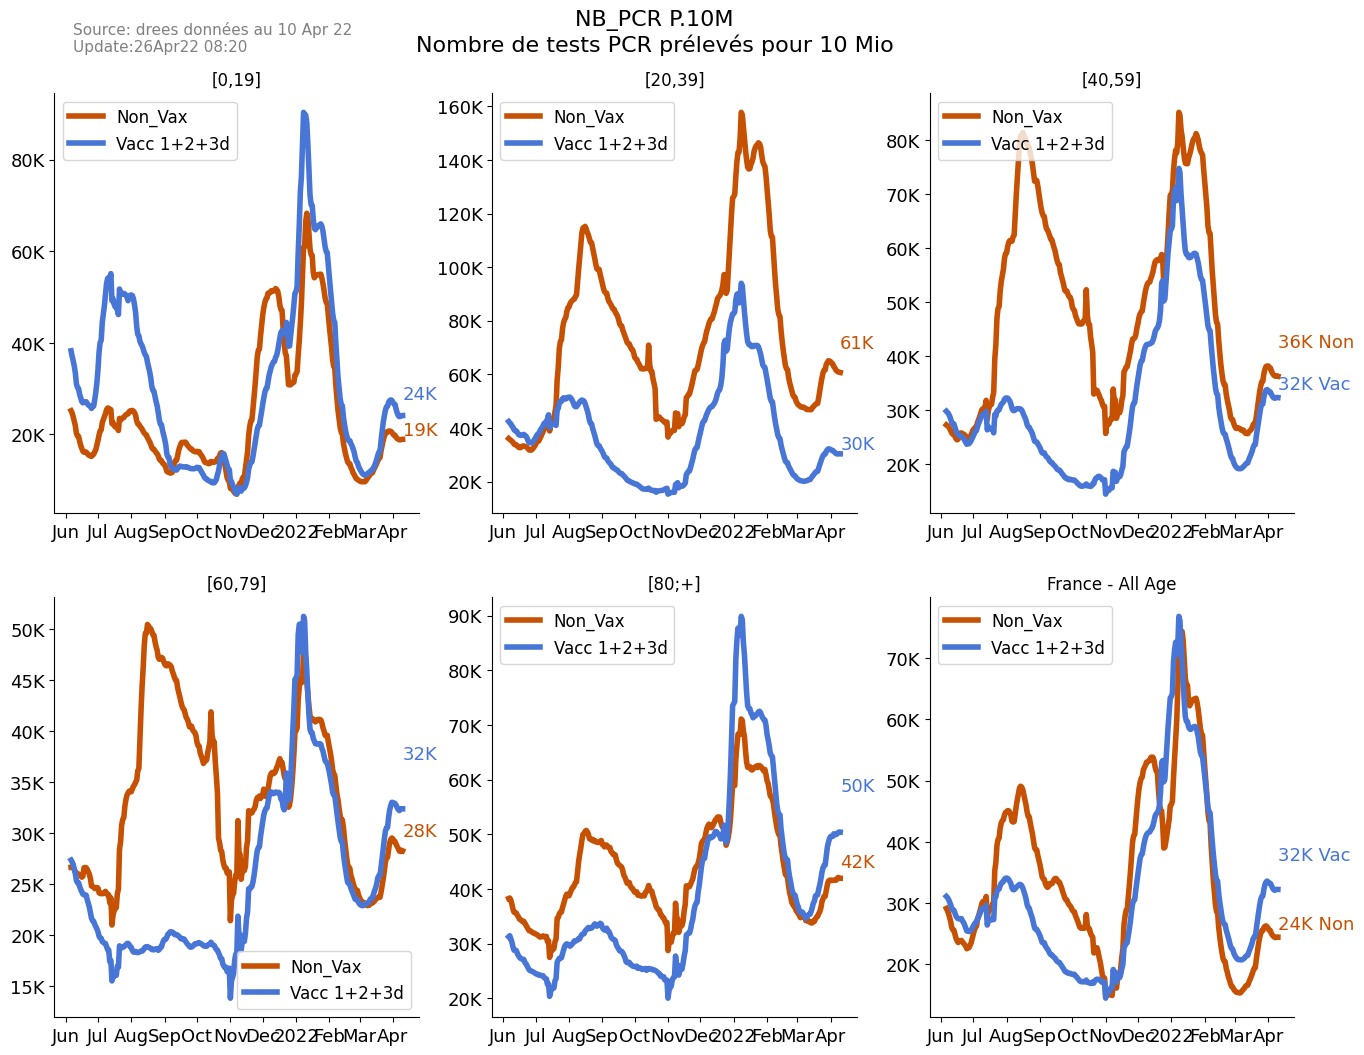 NB_PCR P.10M
Source: drees données au 10 Apr 22
Update:26Apr22 08:20
Nombre de tests PCR prélevés pour 10 Mio
[0,19]
Non_Vax
Vacc 1+2+3d
80K
60K
40K
20K
24K
19K
Jun Jul Aug Sep Oct Nov Dec 2022 Feb Mar Apr
[20,39]
Non_Vax
Vacc 1+2+3d
160K
140K
120K
100K
80K
60K
40K
20K
61K
30K
Jun Jul Aug Sep Oct Nov Dec 2022 Feb Mar Apr
[40,59]
Non_Vax
Vacc 1+2+3d
80K
70K
60K
50K
40K
30K
20K
36K Non
32K Vac
Jun Jul Aug Sep Oct Nov Dec 2022 Feb Mar Apr
[60,79]
50K
45K
40K
35K
30K
25K
20K
15K
32K
28K
Non_Vax
Vacc 1+2+3d
Jun Jul Aug Sep Oct Nov Dec 2022 Feb Mar Apr
[80;+]
Non_Vax
Vacc 1+2+3d
90K
80K
70K
60K
50K
40K
30K
20K
50K
42K
Jun Jul Aug Sep Oct Nov Dec 2022 Feb Mar Apr
France - All Age
Non_Vax
Vacc 1+2+3d
70K
60K
50K
40K
30K
20K
32K Vac
24K Non
Jun Jul Aug Sep Oct Nov Dec 2022 Feb Mar Apr